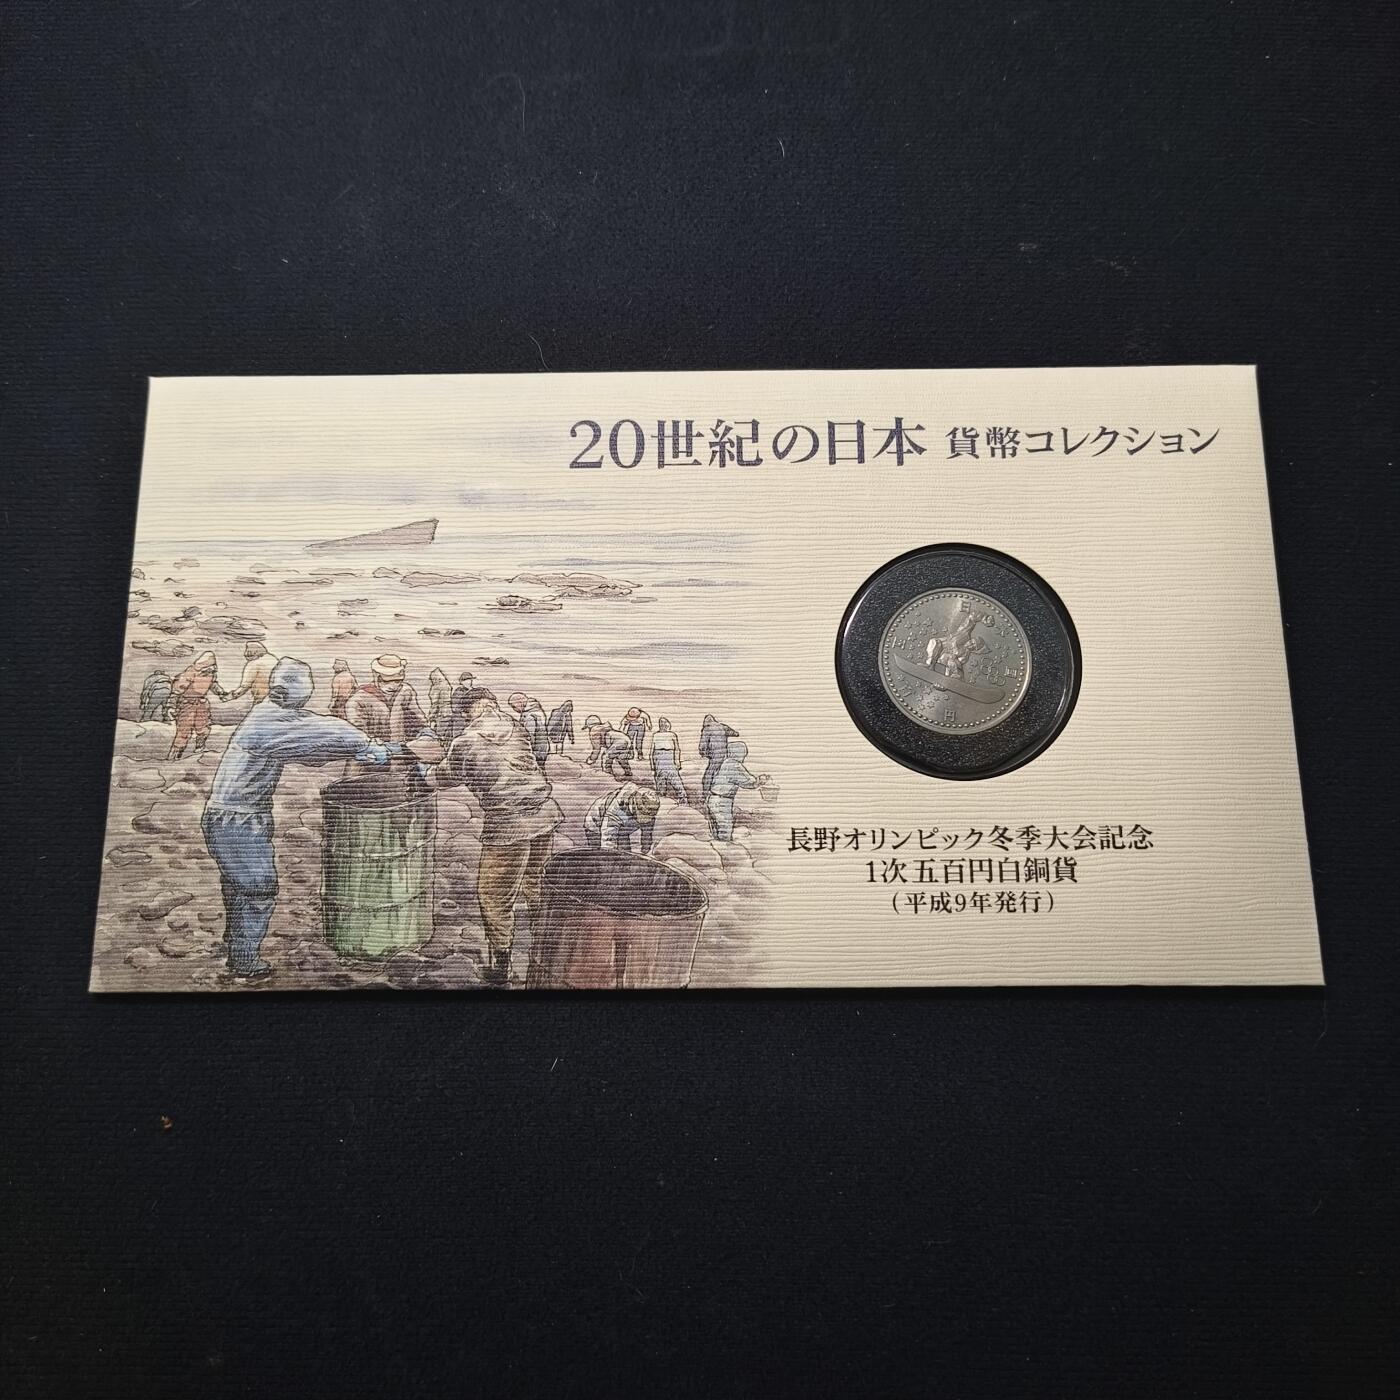 20世紀の日本 貨幣コレクション
長野オリンピック冬季大会記念
1次 五百円白銅貨
(平成9年発行)